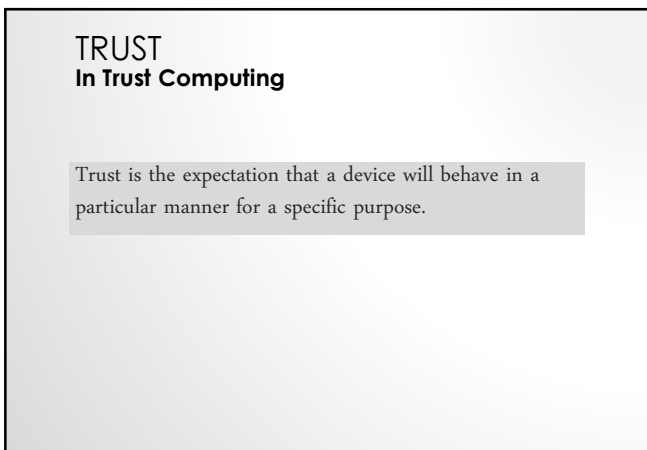 TRUST
In Trust Computing
Trust is the expectation that a device will behave in a
particular manner for a specific purpose.